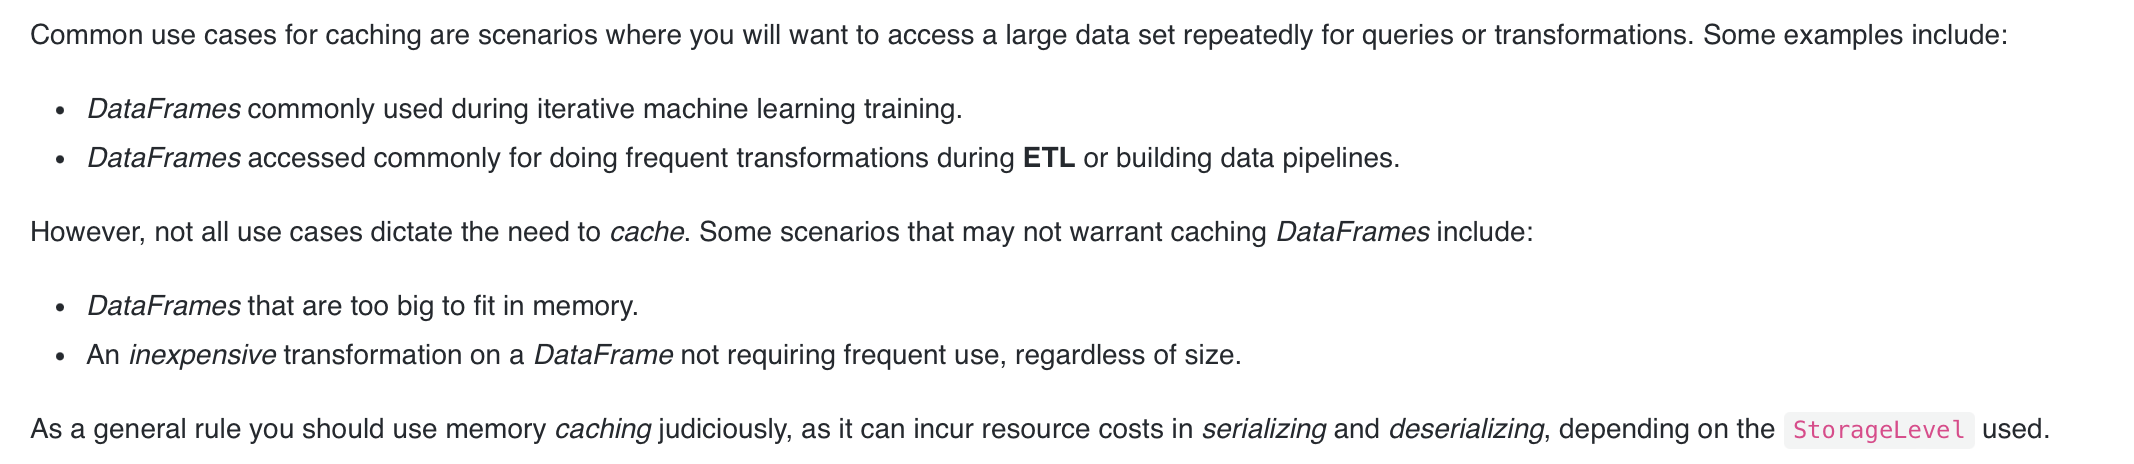 Common use cases for caching are scenarios where you will want to access a large data set repeatedly for queries or transformations. Some examples include:
• DataFrames commonly used during iterative machine learning training.
• DataFrames accessed commonly for doing frequent transformations during ETL or building data pipelines.
However, not all use cases dictate the need to cache. Some scenarios that may not warrant caching DataFrames include:
• DataFrames that are too big to fit in memory.
• An inexpensive transformation on a DataFrame not requiring frequent use, regardless of size.
As a general rule you should use memory caching judiciously, as it can incur resource costs in serializing and deserializing, depending on the StorageLevel used.